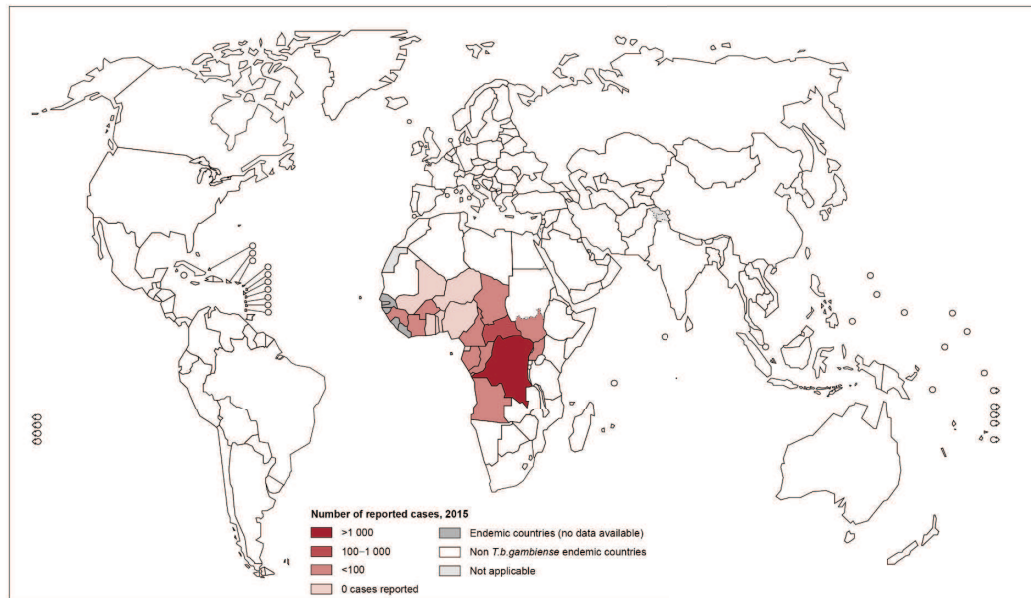 Number of reported cases, 2015
>1 000
100–1 000
<100
0 cases reported
Endemic countries (no data available)
Non T.b.gambiense endemic countries
Not applicable